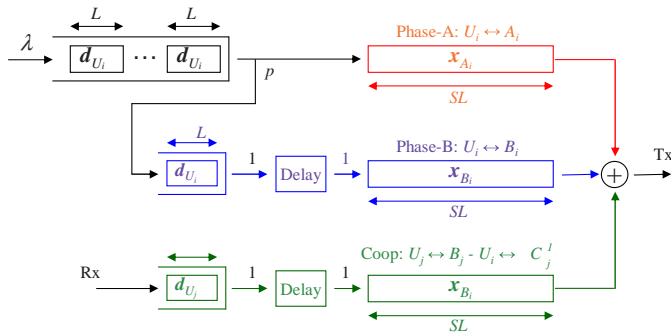 L L
λ d_{U_i} ... d_{U_i} p
Phase-A: U_i ↔ A_i
x_{A_i}
SL
L
d_{U_i} 1 Delay 1
Phase-B: U_i ↔ B_i
x_{B_i}
SL
+ Tx
Coop: U_j ↔ B_j - U_i ↔ C_j^1
Rx d_{U_j} 1 Delay 1
x_{B_i}
SL